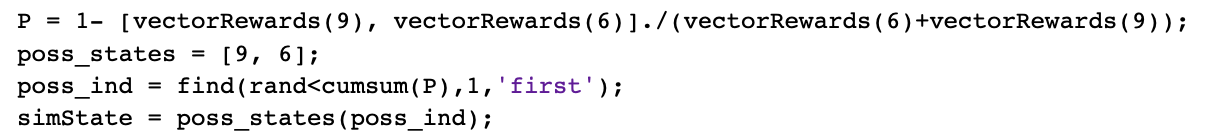 P = 1- [vectorRewards(9), vectorRewards(6)]./(vectorRewards(6)+vectorRewards(9));
poss_states = [9, 6];
poss_ind = find(rand<cumsum(P),1,'first');
simState = poss_states(poss_ind);